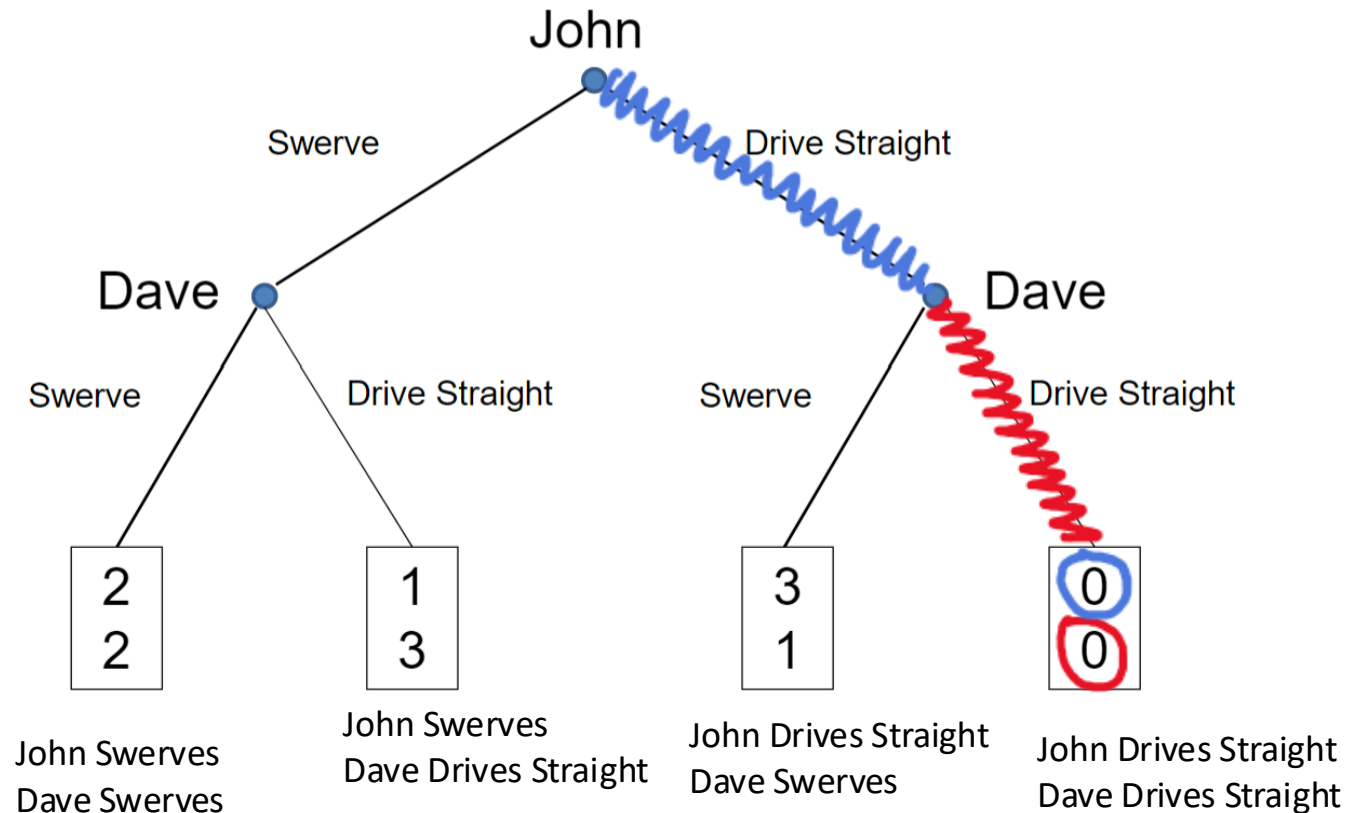 John
Swerve
Drive Straight
Dave
Dave
Swerve
Drive Straight
Swerve
Drive Straight
2
2
1
3
3
1
0
0
John Swerves
Dave Swerves
John Swerves
Dave Drives Straight
John Drives Straight
Dave Swerves
John Drives Straight
Dave Drives Straight